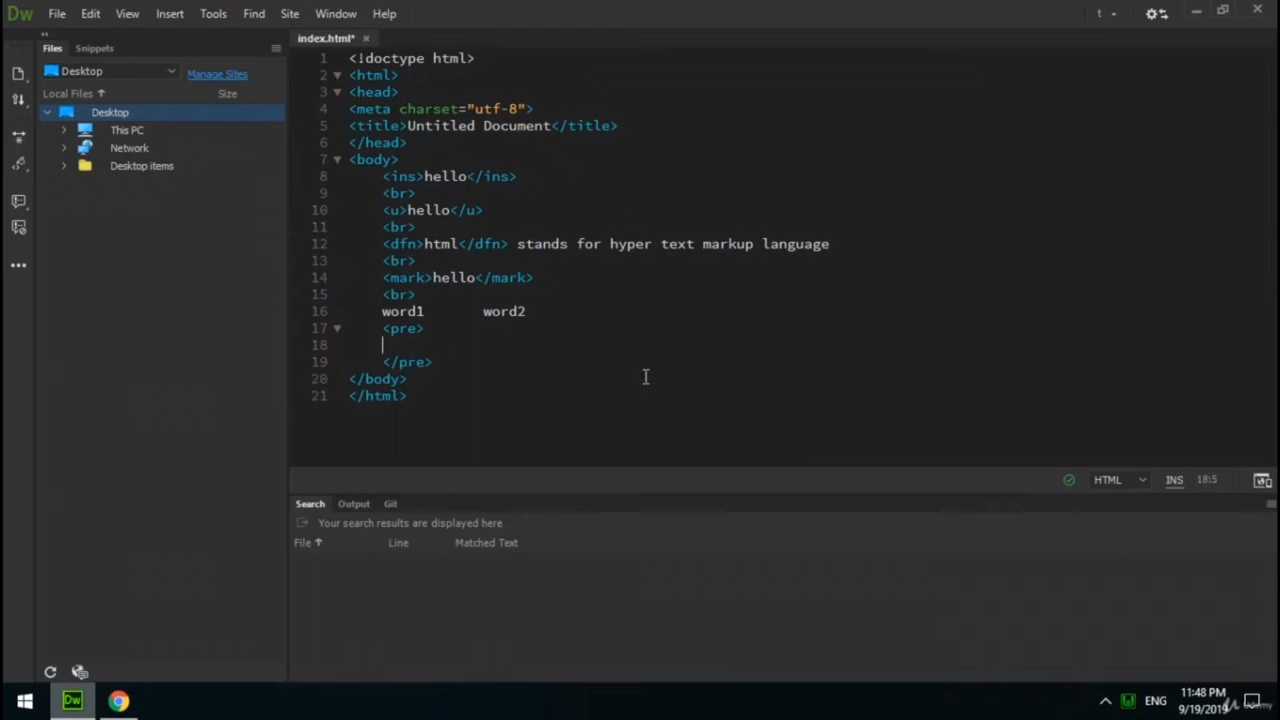 Dw File Edit View Insert Tools Find Site Window Help t
Files Snippets
index.html*
Desktop Manage Sites
Local Files Size
Desktop
This PC
Network
Desktop items
1 <!doctype html>
2 <html>
3 <head>
4 <meta charset="utf-8">
5 <title>Untitled Document</title>
6 </head>
7 <body>
8 <ins>hello</ins>
9 <br>
10 <u>hello</u>
11 <br>
12 <dfn>html</dfn> stands for hyper text markup language
13 <br>
14 <mark>hello</mark>
15 <br>
16 word1 word2
17 <pre>
18
19 </pre>
20 </body>
21 </html>
HTML INS 18:5
Search Output Git
Your search results are displayed here
File Line Matched Text
Dw ENG 11:48 PM
9/19/2019
Udemy